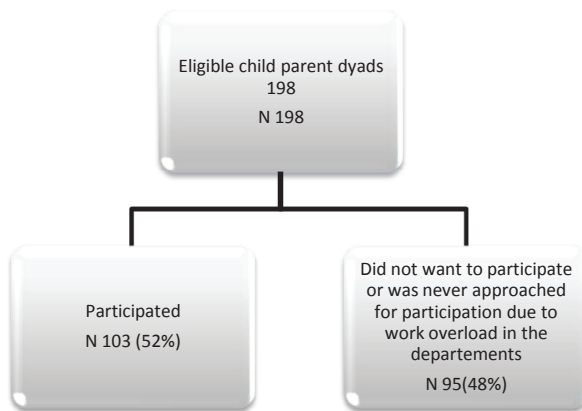 Eligible child parent dyads
198
N 198
Participated
N 103 (52%)
Did not want to participate
or was never approached
for participation due to
work overload in the
departements
N 95(48%)